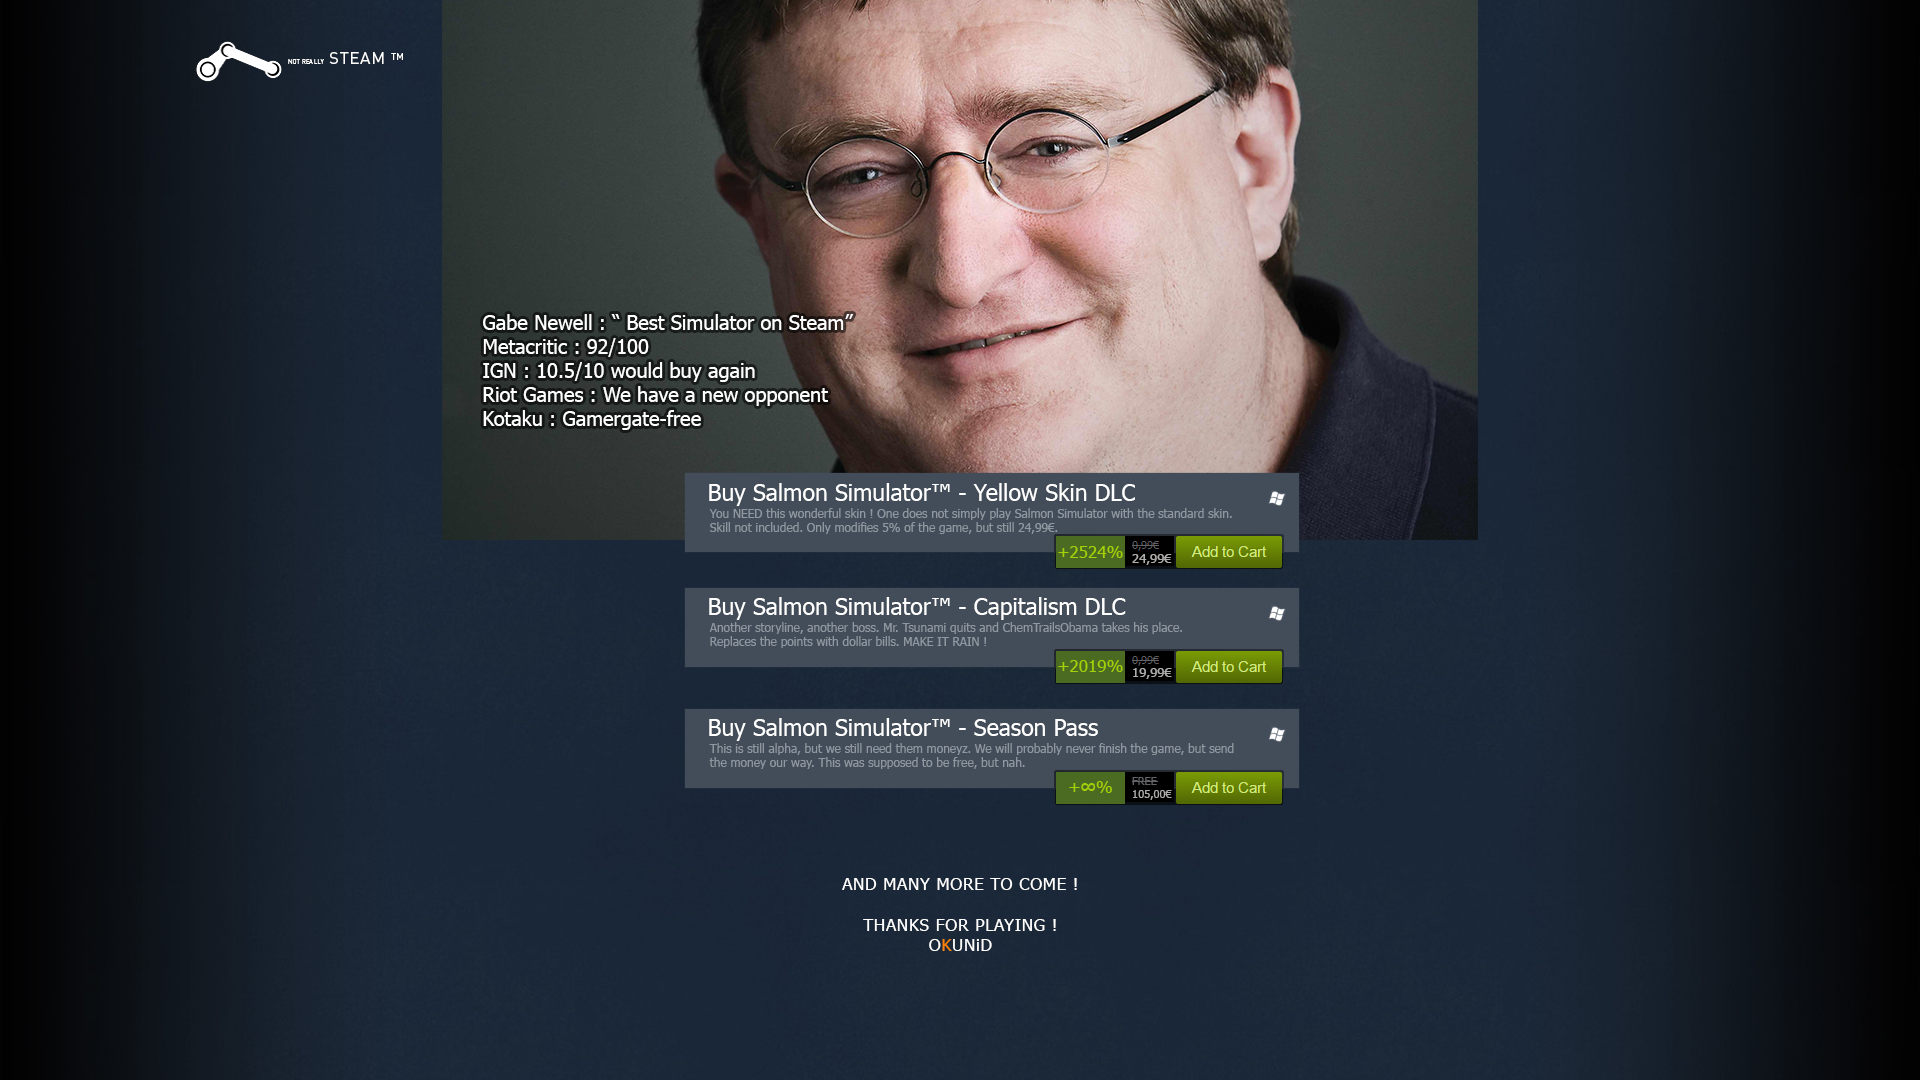 NOT REALLY STEAM ™
Gabe Newell : “ Best Simulator on Steam”
Metacritic : 92/100
IGN : 10.5/10 would buy again
Riot Games : We have a new opponent
Kotaku : Gamergate-free
Buy Salmon Simulator™ - Yellow Skin DLC
You NEED this wonderful skin ! One does not simply play Salmon Simulator with the standard skin.
Skill not included. Only modifies 5% of the game, but still 24,99€.
+2524%
0,99€
24,99€
Add to Cart
Buy Salmon Simulator™ - Capitalism DLC
Another storyline, another boss. Mr. Tsunami quits and ChemTrailsObama takes his place.
Replaces the points with dollar bills. MAKE IT RAIN !
+2019%
0,99€
19,99€
Add to Cart
Buy Salmon Simulator™ - Season Pass
This is still alpha, but we still need them moneyz. We will probably never finish the game, but send
the money our way. This was supposed to be free, but nah.
+∞%
FREE
105,00€
Add to Cart
AND MANY MORE TO COME !
THANKS FOR PLAYING !
OKUNiD